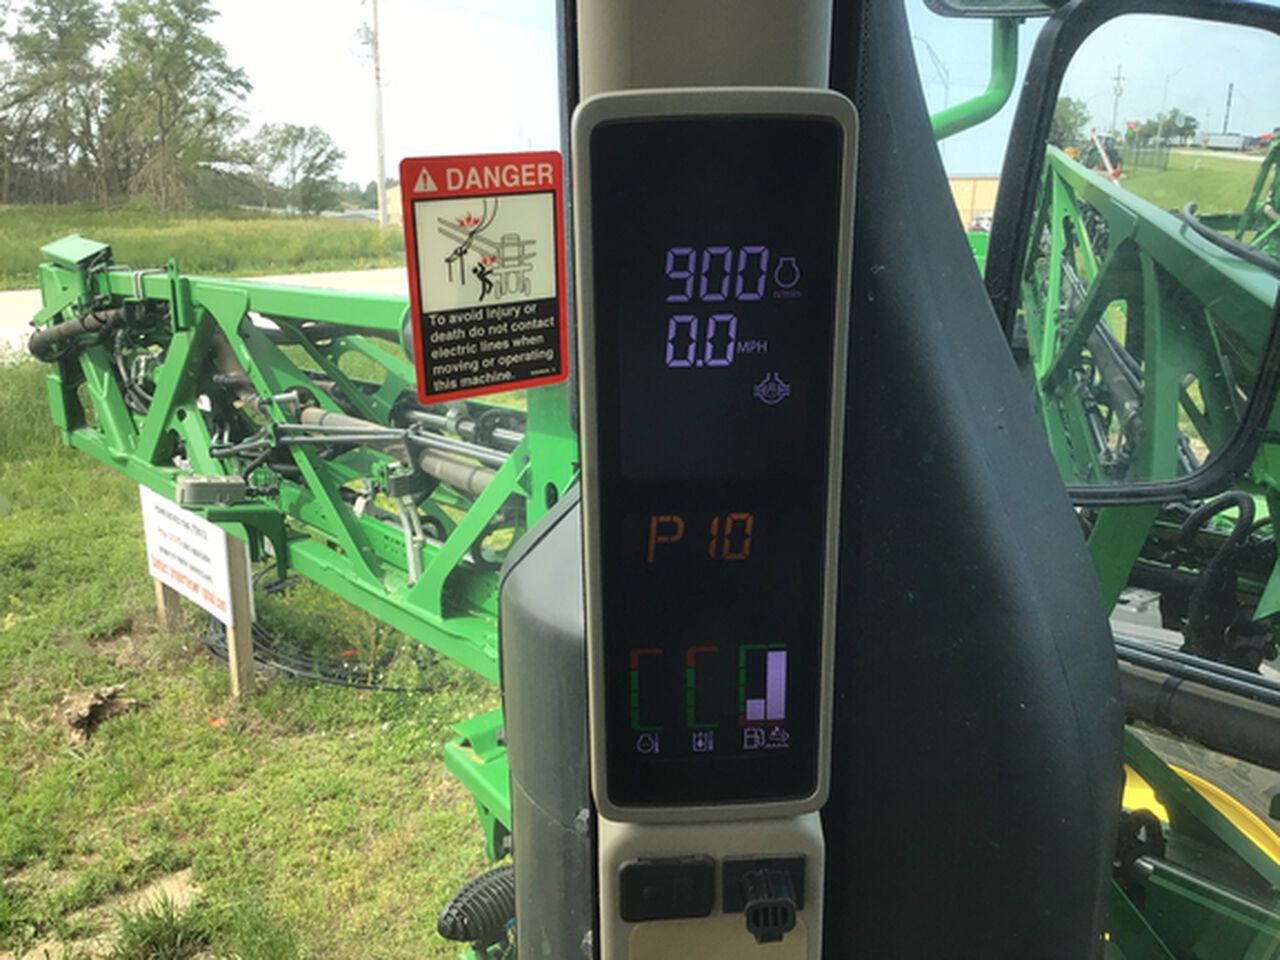 DANGER
To avoid injury or
death do not contact
electric lines when
moving or operating
this machine.
900
n/min
0.0 MPH
P 10